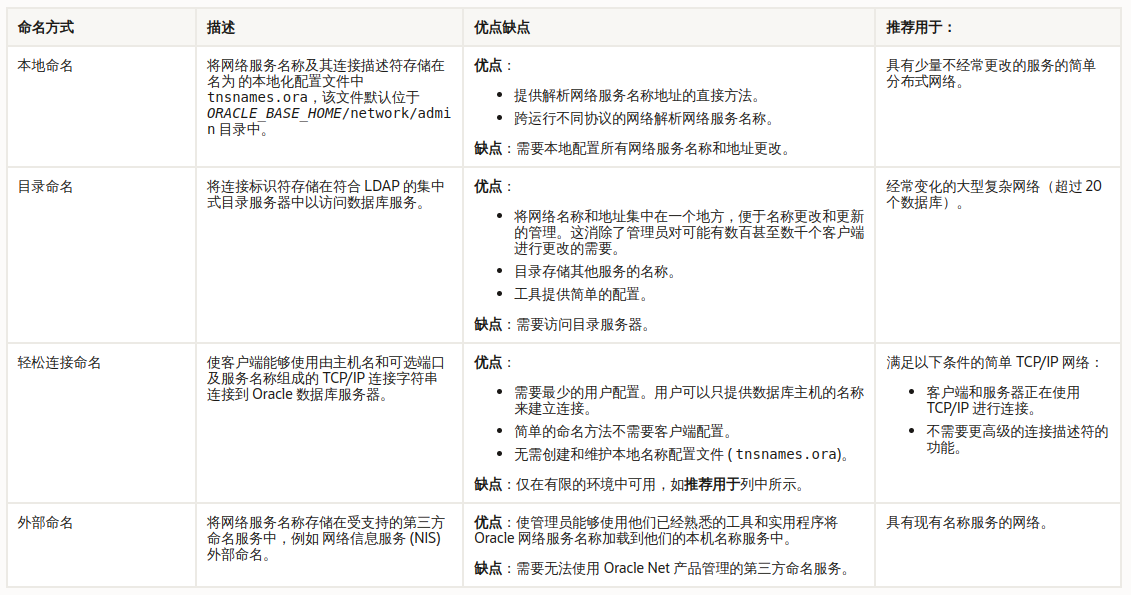 命名方式
描述
优点缺点
推荐用于：
本地命名
将网络服务名称及其连接描述符存储在
名为 的本地化配置文件中
tnsnames.ora，该文件默认位于
ORACLE_BASE_HOME/network/admi
n 目录中。
优点：
• 提供解析网络服务名称地址的直接方法。
• 跨运行不同协议的网络解析网络服务名称。
缺点：需要本地配置所有网络服务名称和地址更改。
具有少量不经常更改的服务的简单
分布式网络。
目录命名
将连接标识符存储在符合 LDAP 的集中
式目录服务器中以访问数据库服务。
优点：
• 将网络名称和地址集中在一个地方，便于名称更改和更新
的管理。这消除了管理员对可能有数百甚至数千个客户端
进行更改的需要。
• 目录存储其他服务的名称。
• 工具提供简单的配置。
缺点：需要访问目录服务器。
经常变化的大型复杂网络（超过 20
个数据库）。
轻松连接命名
使客户端能够使用由主机名和可选端口
及服务名称组成的 TCP/IP 连接字符串
连接到 Oracle 数据库服务器。
优点：
• 需要最少的用户配置。用户可以只提供数据库主机的名称
来建立连接。
• 简单的命名方法不需要客户端配置。
• 无需创建和维护本地名称配置文件 ( tnsnames.ora)。
缺点：仅在有限的环境中可用，如推荐用于列中所示。
满足以下条件的简单 TCP/IP 网络：
• 客户端和服务器正在使用
TCP/IP 进行连接。
• 不需要更高级的连接描述符的
功能。
外部命名
将网络服务名称存储在受支持的第三方
命名服务中，例如 网络信息服务 (NIS)
外部命名。
优点：使管理员能够使用他们已经熟悉的工具和实用程序将
Oracle 网络服务名称加载到他们的本机名称服务中。
缺点：需要无法使用 Oracle Net 产品管理的第三方命名服务。
具有现有名称服务的网络。